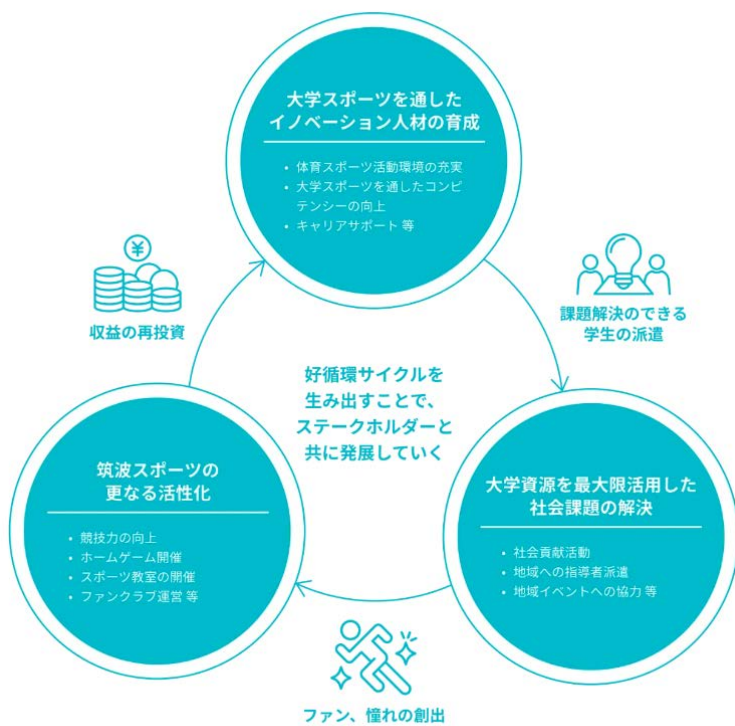 大学スポーツを通した
イノベーション人材の育成
• 体育スポーツ活動環境の充実
• 大学スポーツを通したコンピ
テンシーの向上
• キャリアサポート 等
¥
収益の再投資
課題解決のできる
学生の派遣
好循環サイクルを
生み出すことで、
ステークホルダーと
共に発展していく
筑波スポーツの
更なる活性化
• 競技力の向上
• ホームゲーム開催
• スポーツ教室の開催
• ファンクラブ運営 等
大学資源を最大限活用した
社会課題の解決
• 社会貢献活動
• 地域への指導者派遣
• 地域イベントへの協力 等
ファン、憧れの創出